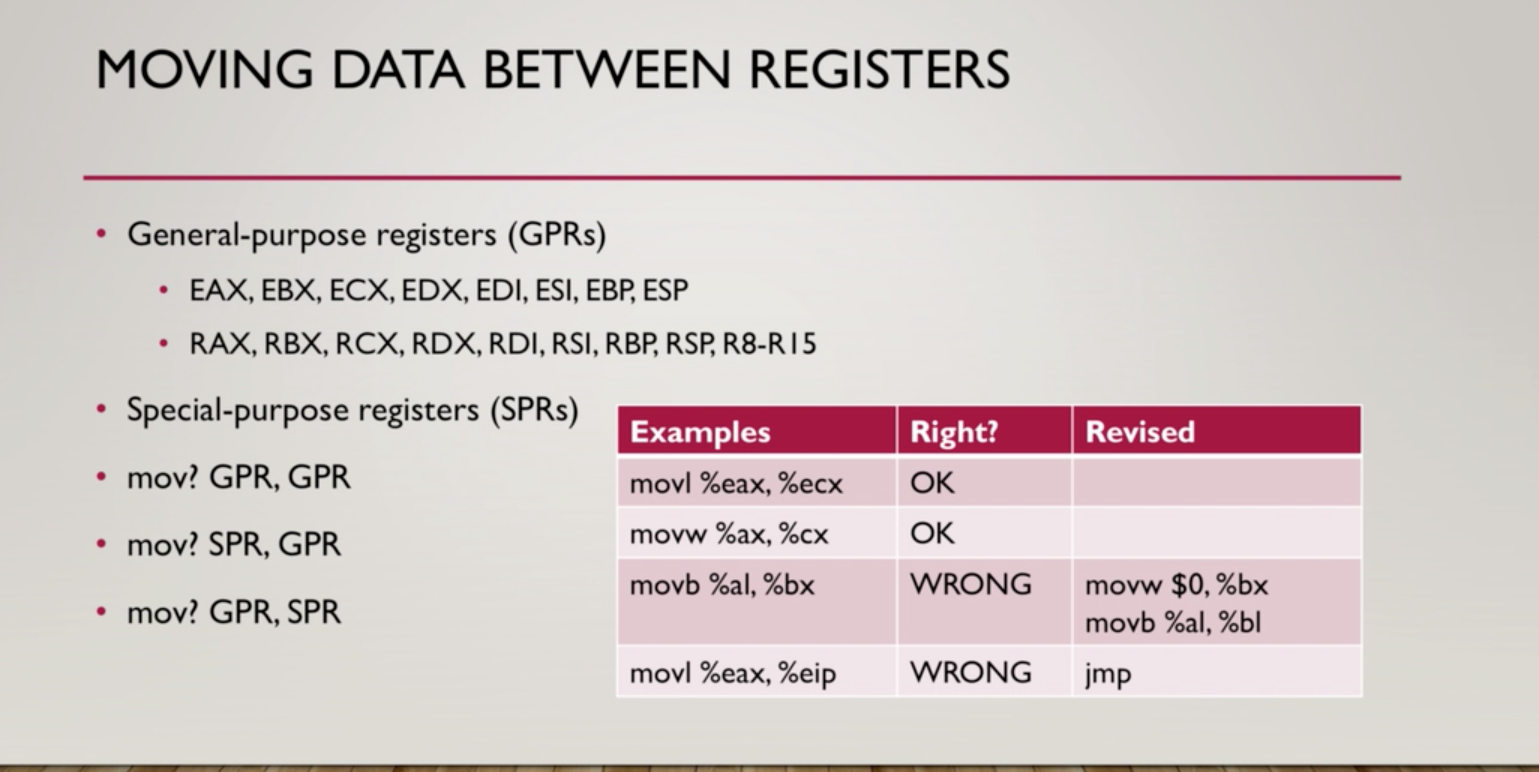 MOVING DATA BETWEEN REGISTERS
• General-purpose registers (GPRs)
• EAX, EBX, ECX, EDX, EDI, ESI, EBP, ESP
• RAX, RBX, RCX, RDX, RDI, RSI, RBP, RSP, R8-R15
• Special-purpose registers (SPRs)
• mov? GPR, GPR
• mov? SPR, GPR
• mov? GPR, SPR
Examples Right? Revised
movl %eax, %ecx OK
movw %ax, %cx OK
movb %al, %bx WRONG movw $0, %bx
movb %al, %bl
movl %eax, %eip WRONG jmp